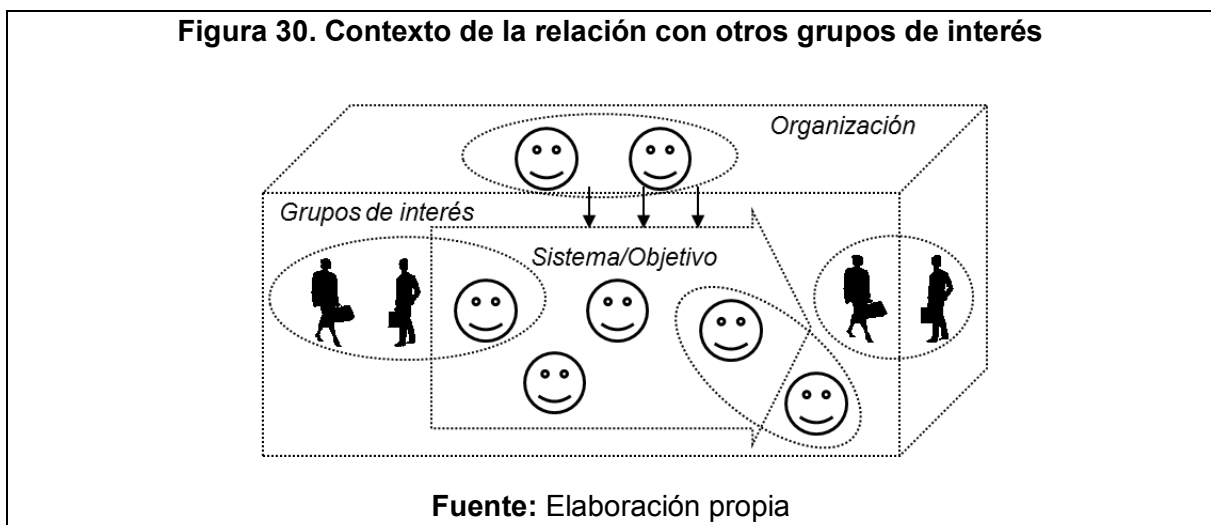 Figura 30. Contexto de la relación con otros grupos de interés
Organización
Grupos de interés
Sistema/Objetivo
Fuente: Elaboración propia